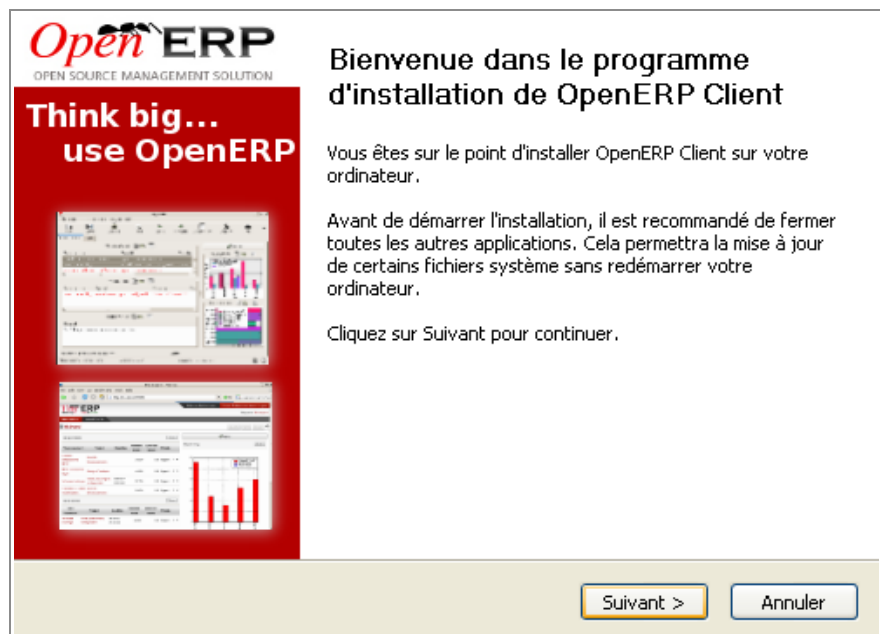 Open ERP
OPEN SOURCE MANAGEMENT SOLUTION
Think big...
use OpenERP
Bienvenue dans le programme
d'installation de OpenERP Client
Vous êtes sur le point d'installer OpenERP Client sur votre
ordinateur.
Avant de démarrer l'installation, il est recommandé de fermer
toutes les autres applications. Cela permettra la mise à jour
de certains fichiers système sans redémarrer votre
ordinateur.
Cliquez sur Suivant pour continuer.
ERP
Suivant >
Annuler